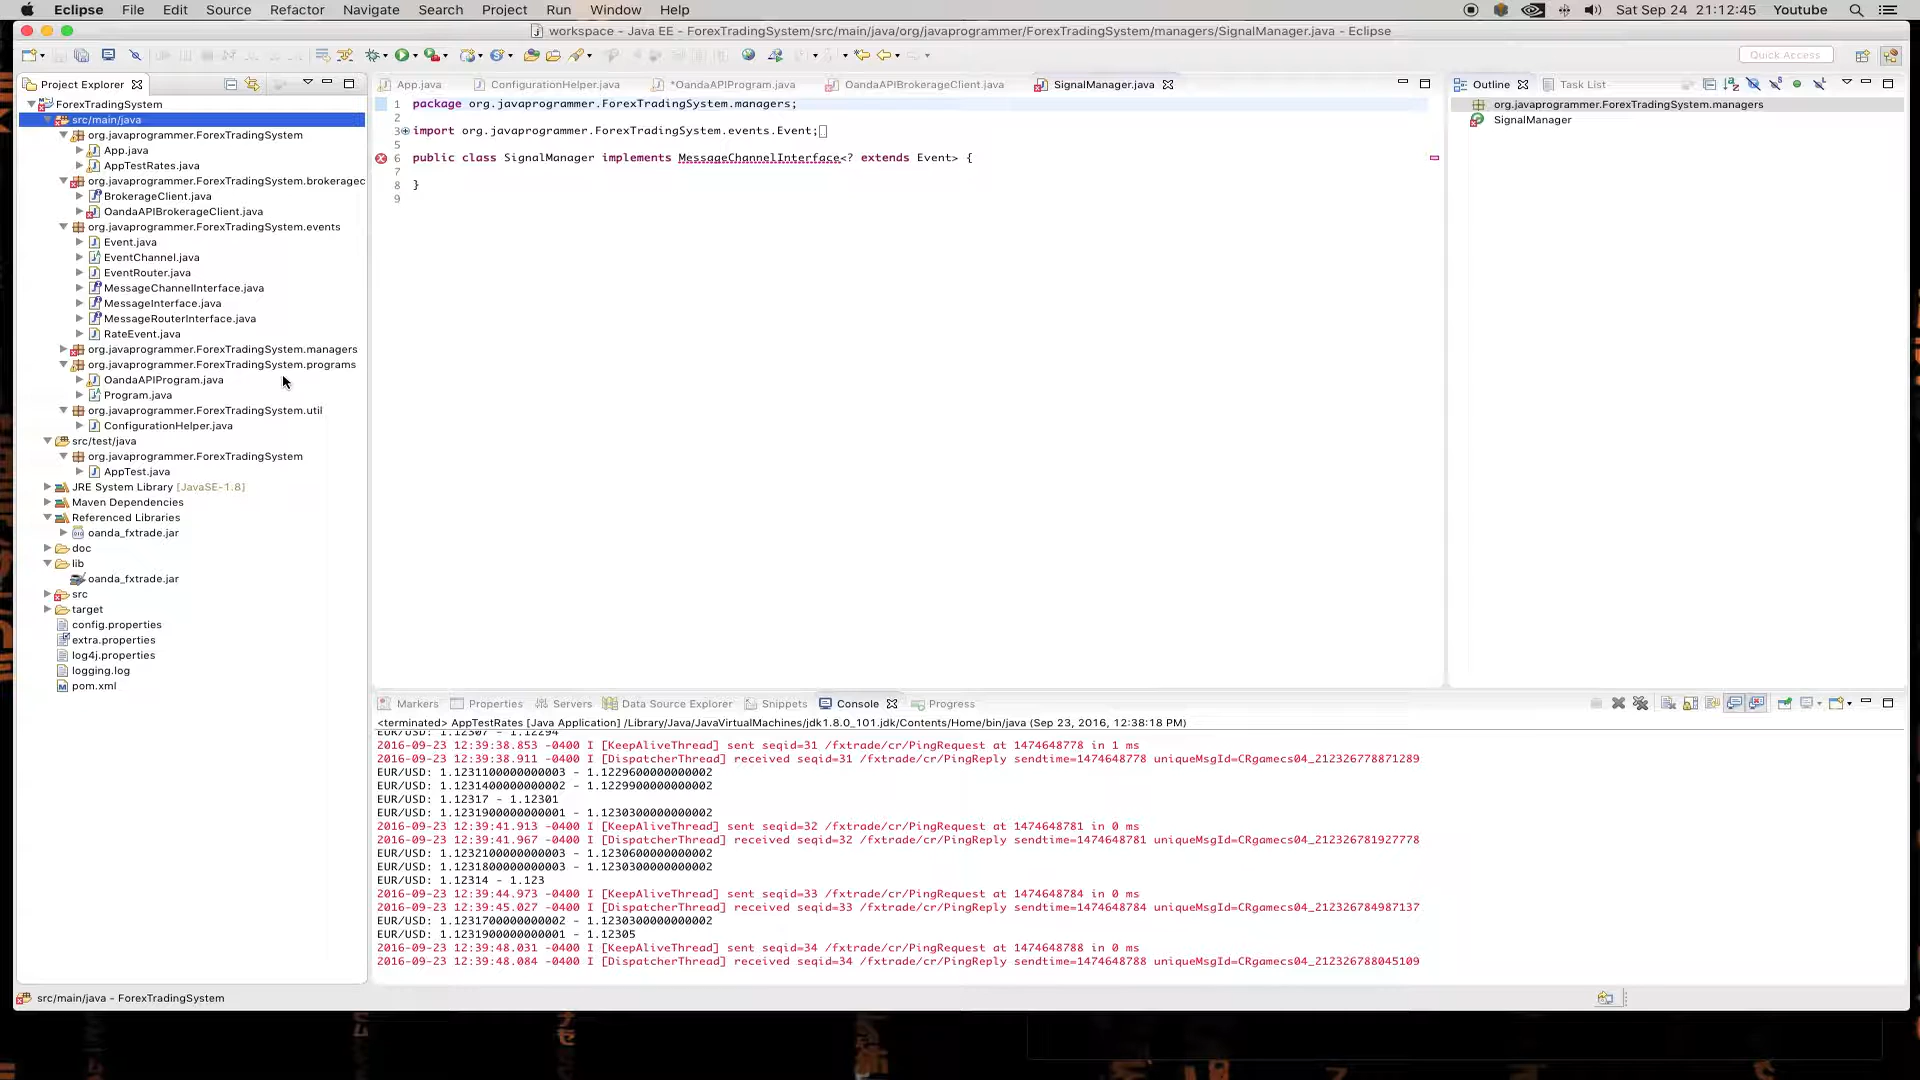 Eclipse File Edit Source Refactor Navigate Search Project Run Window Help Sat Sep 24 21:12:45 Youtube
workspace - Java EE - ForexTradingSystem/src/main/java/org/javaprogrammer/ForexTradingSystem/managers/SignalManager.java - Eclipse
Quick Access
Project Explorer
ForexTradingSystem
src/main/java
org.javaprogrammer.ForexTradingSystem
App.java
AppTestRates.java
org.javaprogrammer.ForexTradingSystem.brokeragec
BrokerageClient.java
OandaAPIBrokerageClient.java
org.javaprogrammer.ForexTradingSystem.events
Event.java
EventChannel.java
EventRouter.java
MessageChannelInterface.java
MessageInterface.java
MessageRouterInterface.java
RateEvent.java
org.javaprogrammer.ForexTradingSystem.managers
org.javaprogrammer.ForexTradingSystem.programs
OandaAPIProgram.java
Program.java
org.javaprogrammer.ForexTradingSystem.util
ConfigurationHelper.java
src/test/java
org.javaprogrammer.ForexTradingSystem
AppTest.java
JRE System Library [JavaSE-1.8]
Maven Dependencies
Referenced Libraries
oanda_fxtrade.jar
doc
lib
oanda_fxtrade.jar
src
target
config.properties
extra.properties
log4j.properties
logging.log
pom.xml
App.java ConfigurationHelper.java *OandaAPIProgram.java OandaAPIBrokerageClient.java SignalManager.java
1 package org.javaprogrammer.ForexTradingSystem.managers;
2
3 import org.javaprogrammer.ForexTradingSystem.events.Event;
5
6 public class SignalManager implements MessageChannelInterface<? extends Event> {
7
8 }
9
Outline Task List
org.javaprogrammer.ForexTradingSystem.managers
SignalManager
Markers Properties Servers Data Source Explorer Snippets Console Progress
<terminated> AppTestRates [Java Application] /Library/Java/JavaVirtualMachines/jdk1.8.0_101.jdk/Contents/Home/bin/java (Sep 23, 2016, 12:38:18 PM)
EUR/USD: 1.12307 - 1.12294
2016-09-23 12:39:38.853 -0400 I [KeepAliveThread] sent seqid=31 /fxtrade/cr/PingRequest at 1474648778 in 1 ms
2016-09-23 12:39:38.911 -0400 I [DispatcherThread] received seqid=31 /fxtrade/cr/PingReply sendtime=1474648778 uniqueMsgId=CRgamecs04_212326778871289
EUR/USD: 1.1231100000000003 - 1.1229600000000002
EUR/USD: 1.1231400000000002 - 1.1229900000000002
EUR/USD: 1.12317 - 1.12301
EUR/USD: 1.1231900000000001 - 1.1230300000000002
2016-09-23 12:39:41.913 -0400 I [KeepAliveThread] sent seqid=32 /fxtrade/cr/PingRequest at 1474648781 in 0 ms
2016-09-23 12:39:41.967 -0400 I [DispatcherThread] received seqid=32 /fxtrade/cr/PingReply sendtime=1474648781 uniqueMsgId=CRgamecs04_212326781927778
EUR/USD: 1.1232100000000003 - 1.1230600000000002
EUR/USD: 1.1231800000000003 - 1.1230300000000002
EUR/USD: 1.12314 - 1.123
2016-09-23 12:39:44.973 -0400 I [KeepAliveThread] sent seqid=33 /fxtrade/cr/PingRequest at 1474648784 in 0 ms
2016-09-23 12:39:45.027 -0400 I [DispatcherThread] received seqid=33 /fxtrade/cr/PingReply sendtime=1474648784 uniqueMsgId=CRgamecs04_212326784987137
EUR/USD: 1.1231700000000002 - 1.1230300000000002
EUR/USD: 1.1231900000000001 - 1.12305
2016-09-23 12:39:48.031 -0400 I [KeepAliveThread] sent seqid=34 /fxtrade/cr/PingRequest at 1474648788 in 0 ms
2016-09-23 12:39:48.084 -0400 I [DispatcherThread] received seqid=34 /fxtrade/cr/PingReply sendtime=1474648788 uniqueMsgId=CRgamecs04_212326788045109
src/main/java - ForexTradingSystem